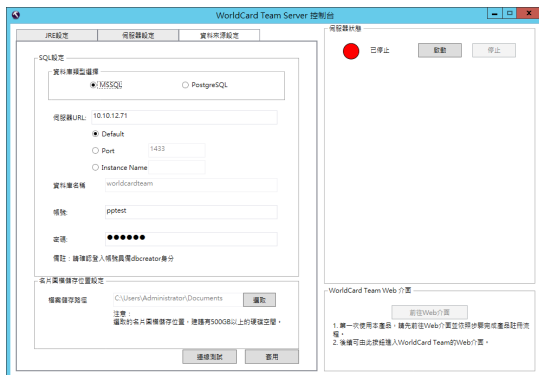 WorldCard Team Server 控制台
JRE設定
伺服器設定
資料來源設定
SQL設定
資料庫類型選擇
MSSQL
PostgreSQL
伺服器URL:
10.10.12.71
Default
Port
1433
Instance Name
資料庫名稱
worldcardteam
帳號:
pptest
密碼:
●●●●●●
備註：請確認登入帳號具備dbcreator身分
名片圖檔儲存位置設定
檔案儲存路徑
C:\Users\Administrator\Documents
選取
注意：
選取的名片圖檔儲存位置，建議有500GB以上的硬碟空間。
連線測試
套用
伺服器狀態
已停止
啟動
停止
WorldCard Team Web 介面
前往Web介面
1. 第一次使用本產品，請先前往Web介面並依照步驟完成產品註冊流
程。
2. 後續可由此按鈕進入WorldCard Team的Web介面。